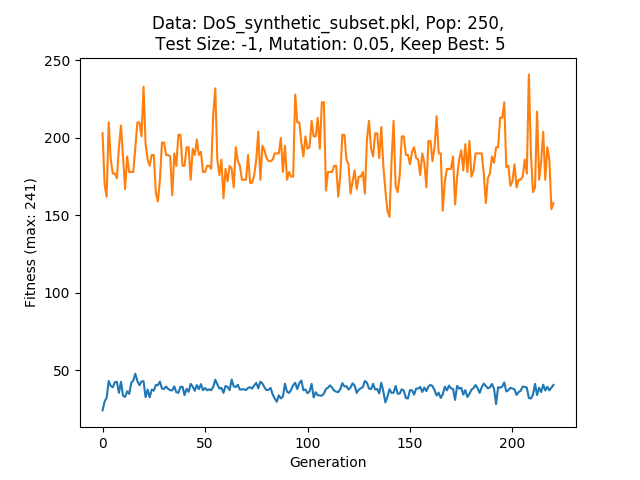 Data: DoS_synthetic_subset.pkl, Pop: 250,
Test Size: -1, Mutation: 0.05, Keep Best: 5
250
200
150
100
50
Fitness (max: 241)
0 50 100 150 200
Generation